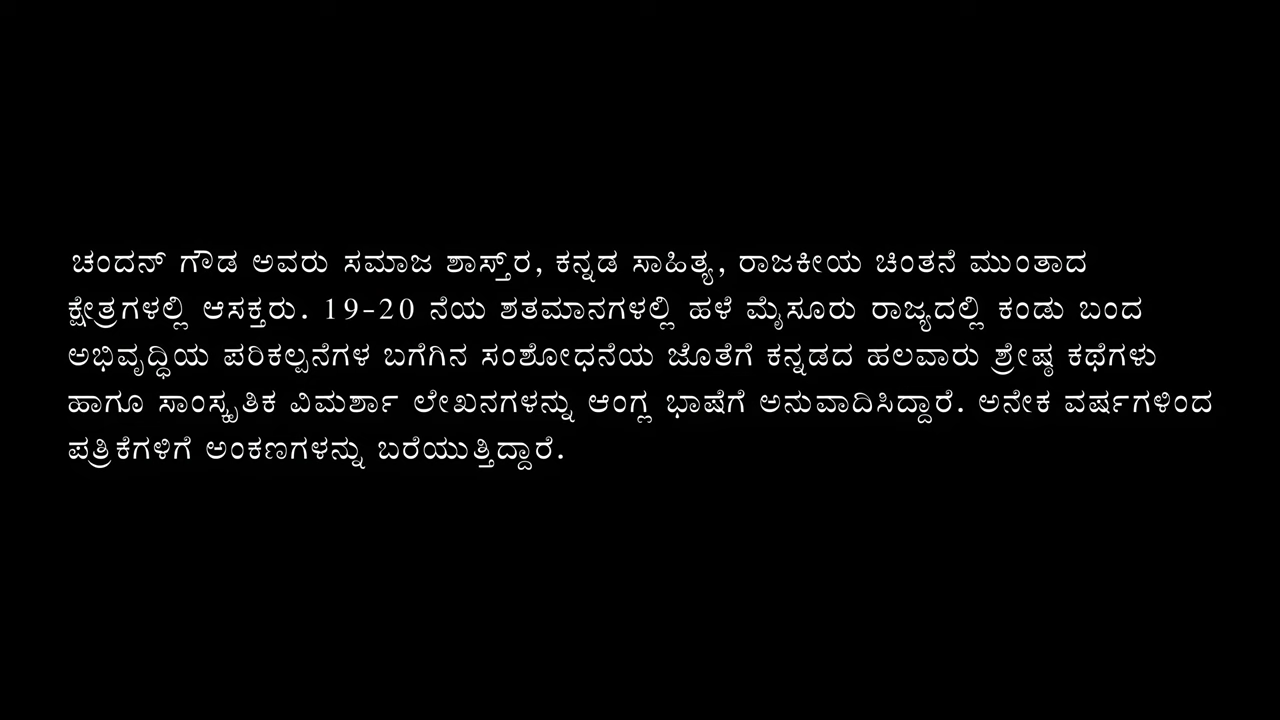 ಚಂದನ್ ಗೌಡ ಅವರು ಸಮಾಜ ಶಾಸ್ತ್ರ, ಕನ್ನಡ ಸಾಹಿತ್ಯ, ರಾಜಕೀಯ ಚಿಂತನೆ ಮುಂತಾದ
ಕ್ಷೇತ್ರಗಳಲ್ಲಿ ಆಸಕ್ತರು. 19-20 ನೆಯ ಶತಮಾನಗಳಲ್ಲಿ ಹಳೆ ಮೈಸೂರು ರಾಜ್ಯದಲ್ಲಿ ಕಂಡು ಬಂದ
ಅಭಿವೃದ್ಧಿಯ ಪರಿಕಲ್ಪನೆಗಳ ಬಗೆಗಿನ ಸಂಶೋಧನೆಯ ಜೊತೆಗೆ ಕನ್ನಡದ ಹಲವಾರು ಶ್ರೇಷ್ಠ ಕಥೆಗಳು
ಹಾಗೂ ಸಾಂಸ್ಕೃತಿಕ ವಿಮರ್ಶಾ ಲೇಖನಗಳನ್ನು ಆಂಗ್ಲ ಭಾಷೆಗೆ ಅನುವಾದಿಸಿದ್ದಾರೆ. ಅನೇಕ ವರ್ಷಗಳಿಂದ
ಪತ್ರಿಕೆಗಳಿಗೆ ಅಂಕಣಗಳನ್ನು ಬರೆಯುತ್ತಿದ್ದಾರೆ.